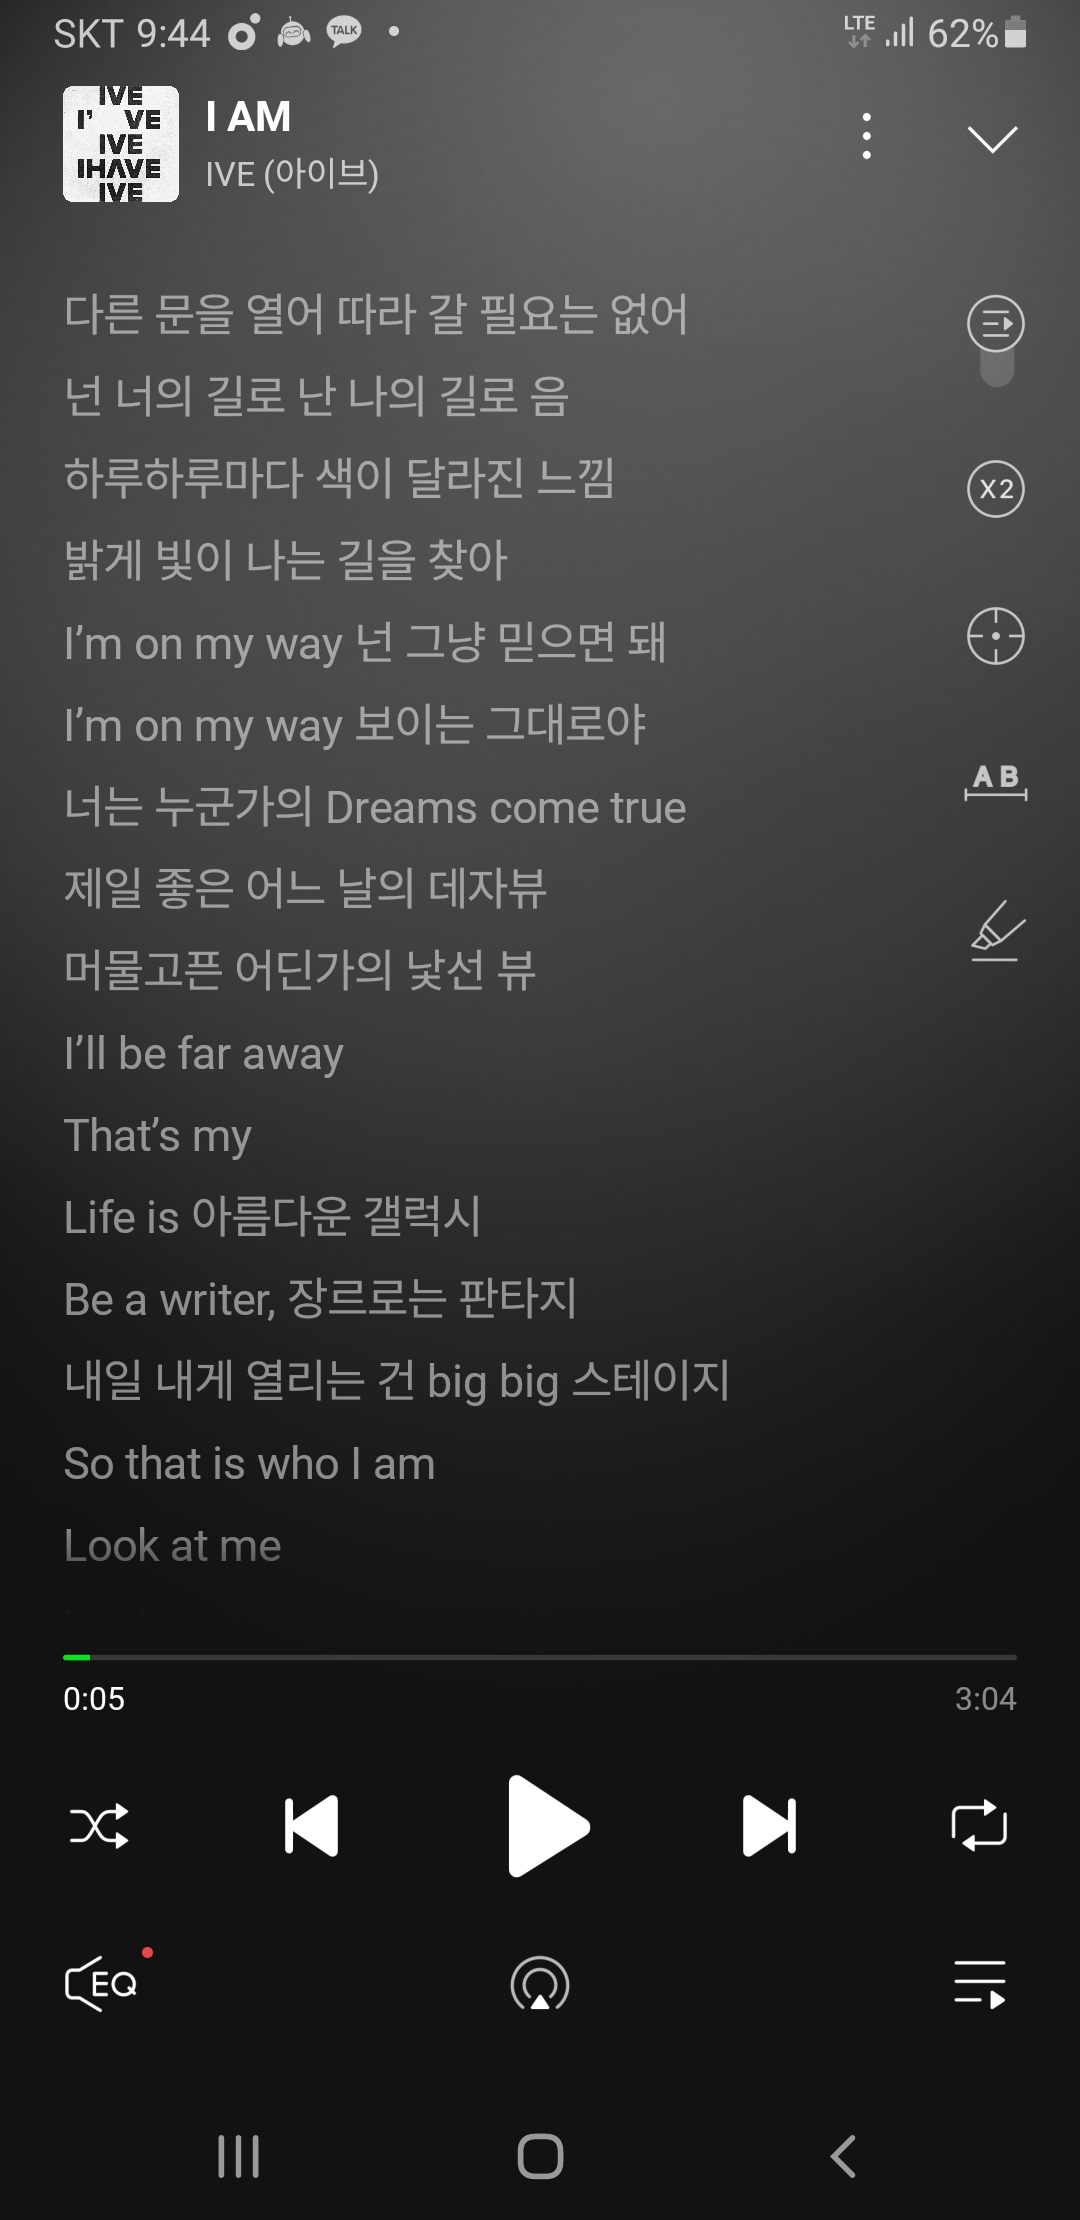 SKT 9:44 TALK LTE 62%
IVE
I' VE
IVE
IHAVE
IVE
I AM
IVE (아이브)
다른 문을 열어 따라 갈 필요는 없어
넌 너의 길로 난 나의 길로 음
하루하루마다 색이 달라진 느낌
밝게 빛이 나는 길을 찾아
I’m on my way 넌 그냥 믿으면 돼
I’m on my way 보이는 그대로야
너는 누군가의 Dreams come true
제일 좋은 어느 날의 데자뷰
머물고픈 어딘가의 낯선 뷰
I’ll be far away
That’s my
Life is 아름다운 갤럭시
Be a writer, 장르로는 판타지
내일 내게 열리는 건 big big 스테이지
So that is who I am
Look at me
X2
A B
0:05 3:04
EQ